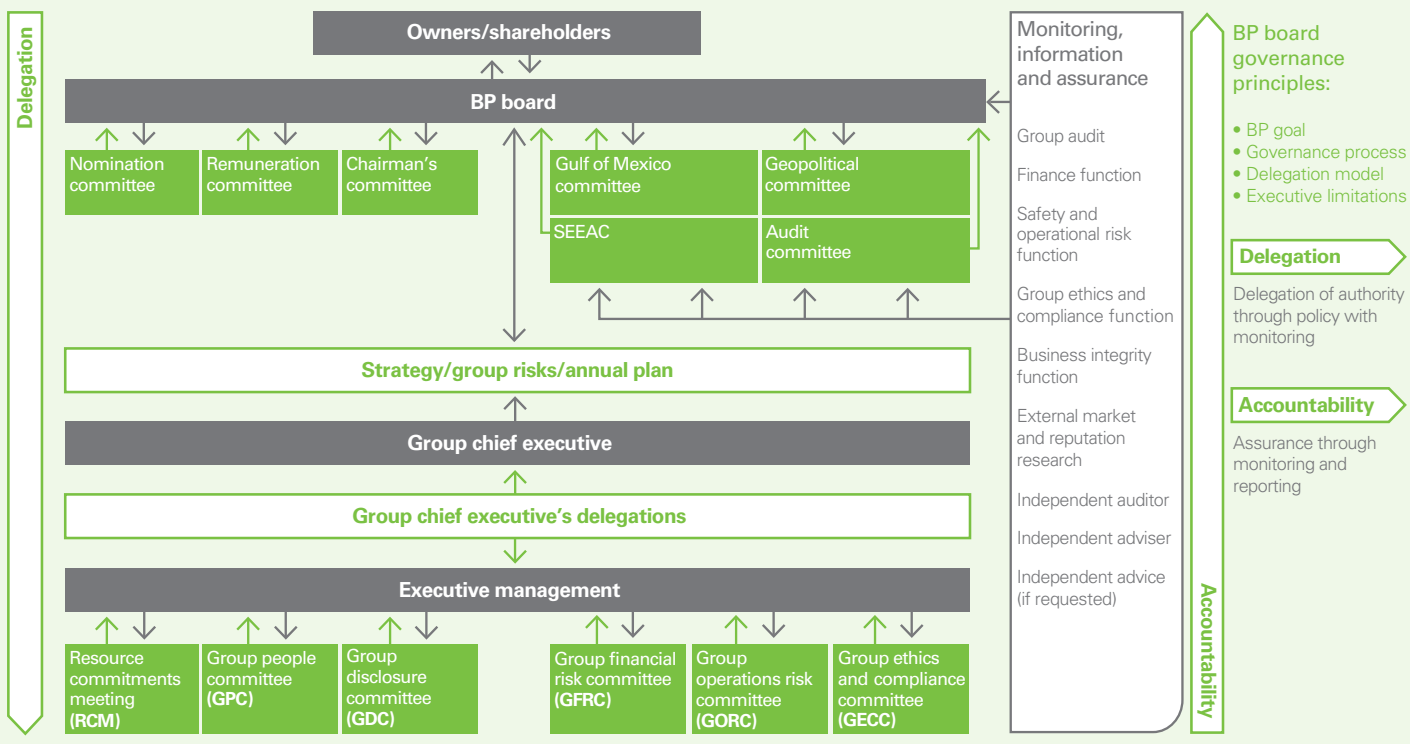 Delegation
Owners/shareholders
BP board
Nomination
committee
Remuneration
committee
Chairman's
committee
Gulf of Mexico
committee
Geopolitical
committee
SEEAC
Audit
committee
Strategy/group risks/annual plan
Group chief executive
Group chief executive's delegations
Executive management
Resource
commitments
meeting
(RCM)
Group people
committee
(GPC)
Group
disclosure
committee
(GDC)
Group financial
risk committee
(GFRC)
Group
operations risk
committee
(GORC)
Group ethics
and compliance
committee
(GECC)
Monitoring,
information
and assurance
Group audit
Finance function
Safety and
operational risk
function
Group ethics and
compliance function
Business integrity
function
External market
and reputation
research
Independent auditor
Independent adviser
Independent advice
(if requested)
Accountability
BP board
governance
principles:
• BP goal
• Governance process
• Delegation model
• Executive limitations
Delegation
Delegation of authority
through policy with
monitoring
Accountability
Assurance through
monitoring and
reporting